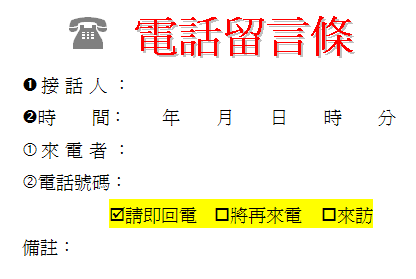 ☎ 電話留言條
❶接 話 人 ：
❷時　　間：　　年　　月　　日　　時　　分
①來 電 者 ：
②電話號碼：
☑請即回電　☐將再來電　☐來訪
備註：